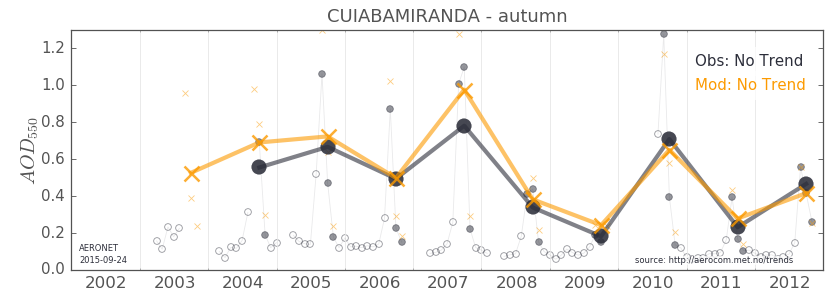 CUIABAMIRANDA - autumn
1.2
1.0
0.8
0.6
0.4
0.2
0.0
AOD550
Obs: No Trend
Mod: No Trend
AERONET
2015-09-24
source: http://aerocom.met.no/trends
2002 2003 2004 2005 2006 2007 2008 2009 2010 2011 2012